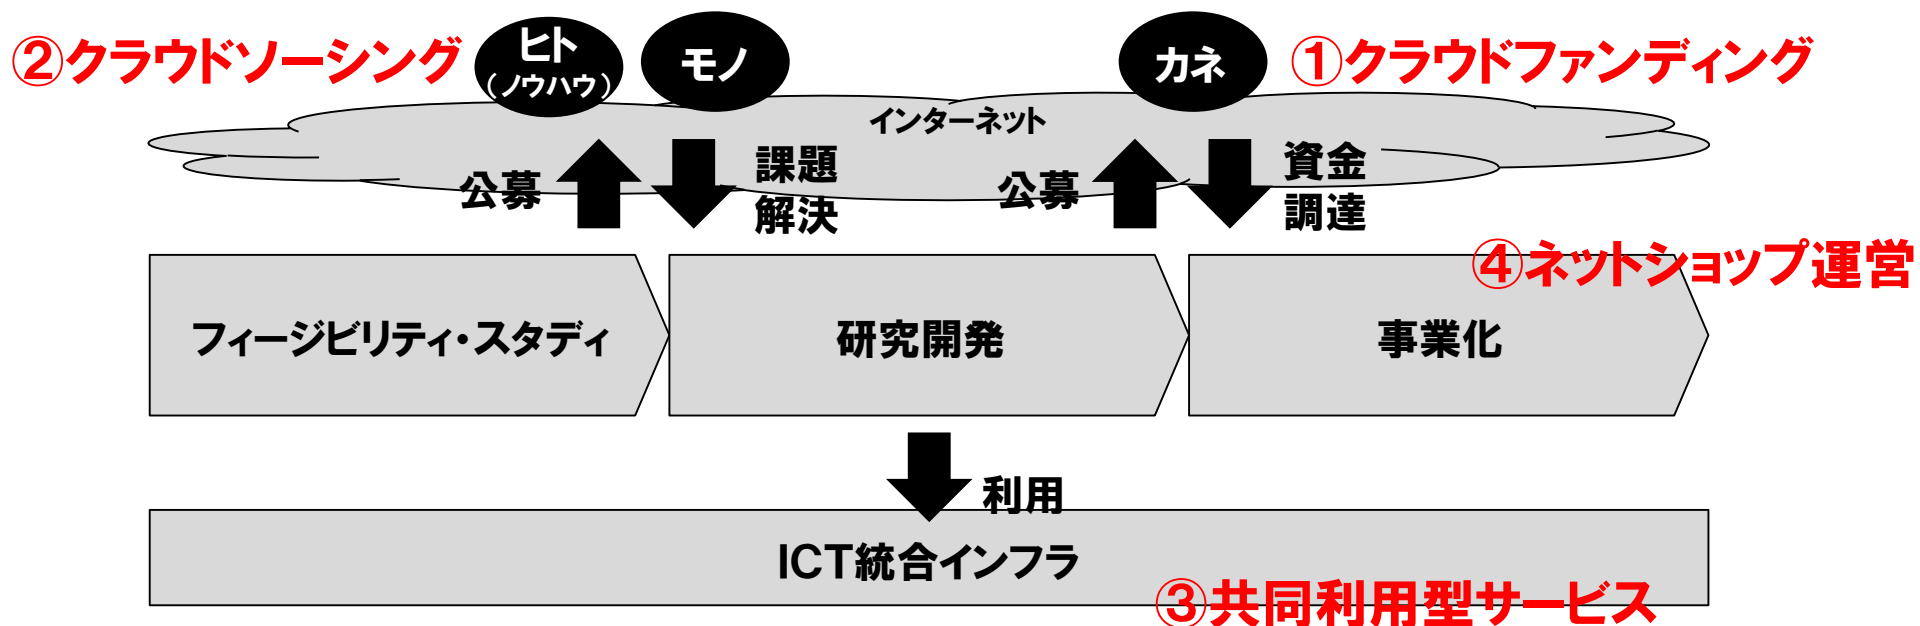 ②クラウドソーシング
ヒト
（ノウハウ）
モノ
カネ
①クラウドファンディング
インターネット
公募
課題
解決
公募
資金
調達
④ネットショップ運営
フィージビリティ・スタディ
研究開発
事業化
利用
ICT統合インフラ
③共同利用型サービス